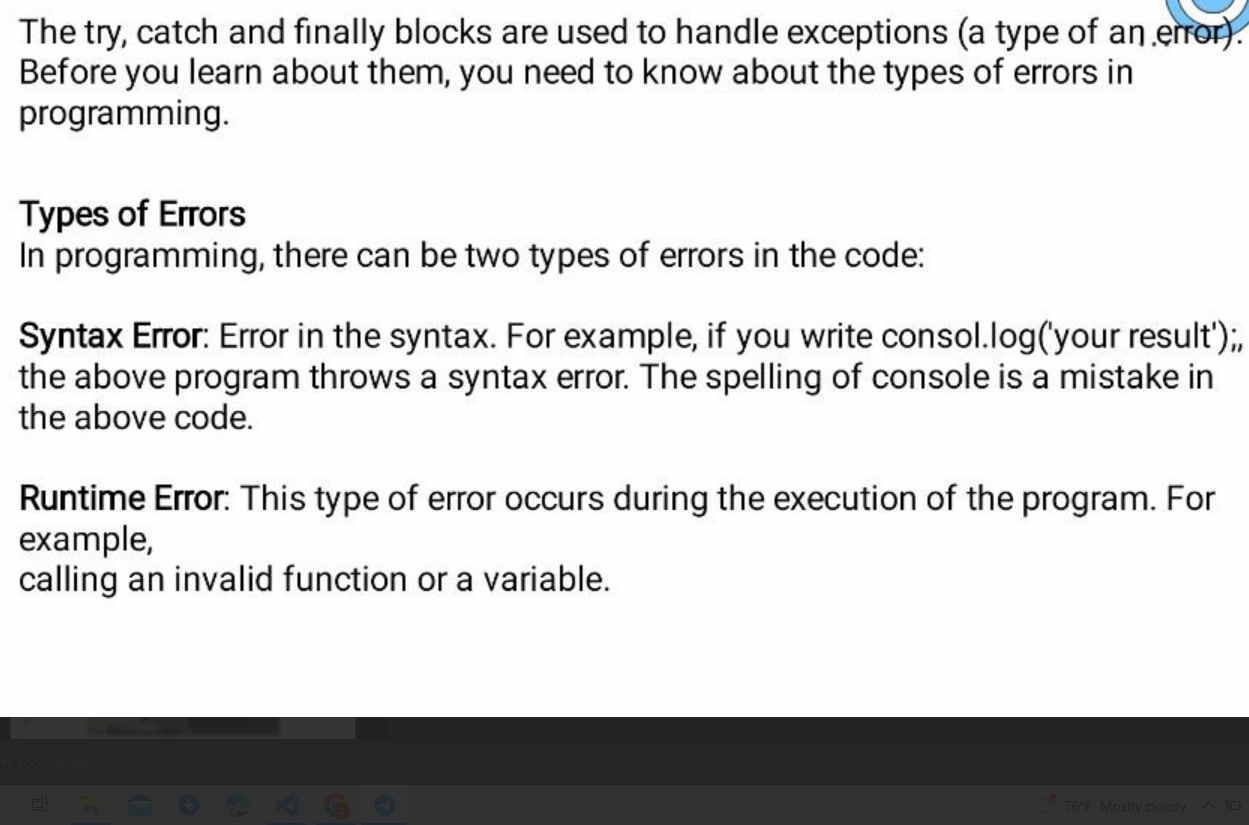 The try, catch and finally blocks are used to handle exceptions (a type of an error).
Before you learn about them, you need to know about the types of errors in
programming.
Types of Errors
In programming, there can be two types of errors in the code:
Syntax Error: Error in the syntax. For example, if you write consol.log('your result');,
the above program throws a syntax error. The spelling of console is a mistake in
the above code.
Runtime Error: This type of error occurs during the execution of the program. For
example,
calling an invalid function or a variable.
сообщение...
76°F Mostly cloudy